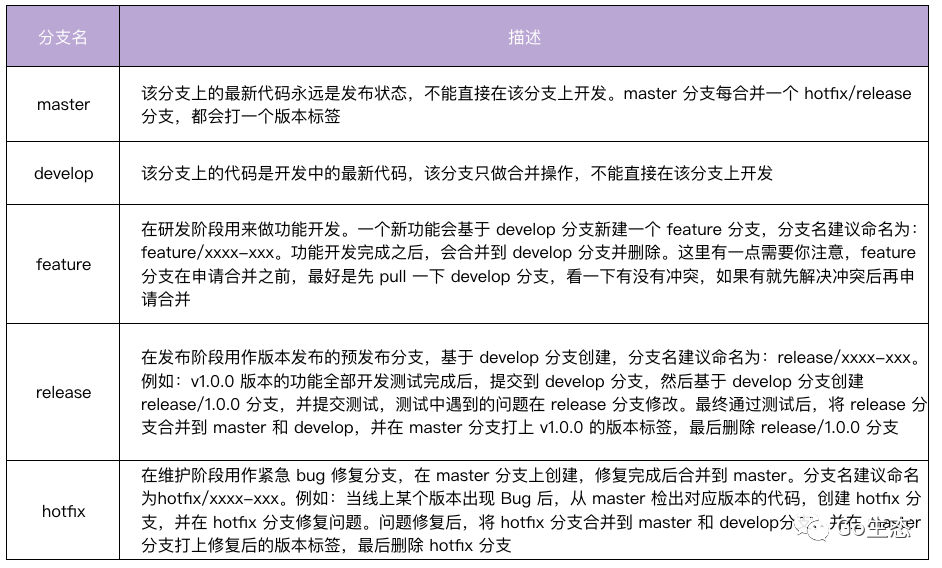 分支名
描述
master
该分支上的最新代码永远是发布状态，不能直接在该分支上开发。master 分支每合并一个 hotfix/release
分支，都会打一个版本标签
develop
该分支上的代码是开发中的最新代码，该分支只做合并操作，不能直接在该分支上开发
feature
在研发阶段用来做功能开发。一个新功能会基于 develop 分支新建一个 feature 分支，分支名建议命名为：
feature/xxxx-xxx。功能开发完成之后，会合并到 develop 分支并删除。这里有一点需要你注意，feature
分支在申请合并之前，最好是先 pull 一下 develop 分支，看一下有没有冲突，如果有就先解决冲突后再申
请合并
release
在发布阶段用作版本发布的预发布分支，基于 develop 分支创建，分支名建议命名为：release/xxxx-xxx。
例如：v1.0.0 版本的功能全部开发测试完成后，提交到 develop 分支，然后基于 develop 分支创建
release/1.0.0 分支，并提交测试，测试中遇到的问题在 release 分支修改。最终通过测试后，将 release 分
支合并到 master 和 develop，并在 master 分支打上 v1.0.0 的版本标签，最后删除 release/1.0.0 分支
hotfix
在维护阶段用作紧急 bug 修复分支，在 master 分支上创建，修复完成后合并到 master。分支名建议命名
为hotfix/xxxx-xxx。例如：当线上某个版本出现 Bug 后，从 master 检出对应版本的代码，创建 hotfix 分
支，并在 hotfix 分支修复问题。问题修复后，将 hotfix 分支合并到 master 和 develop分支，并在 master
分支打上修复后的版本标签，最后删除 hotfix 分支
Go生态